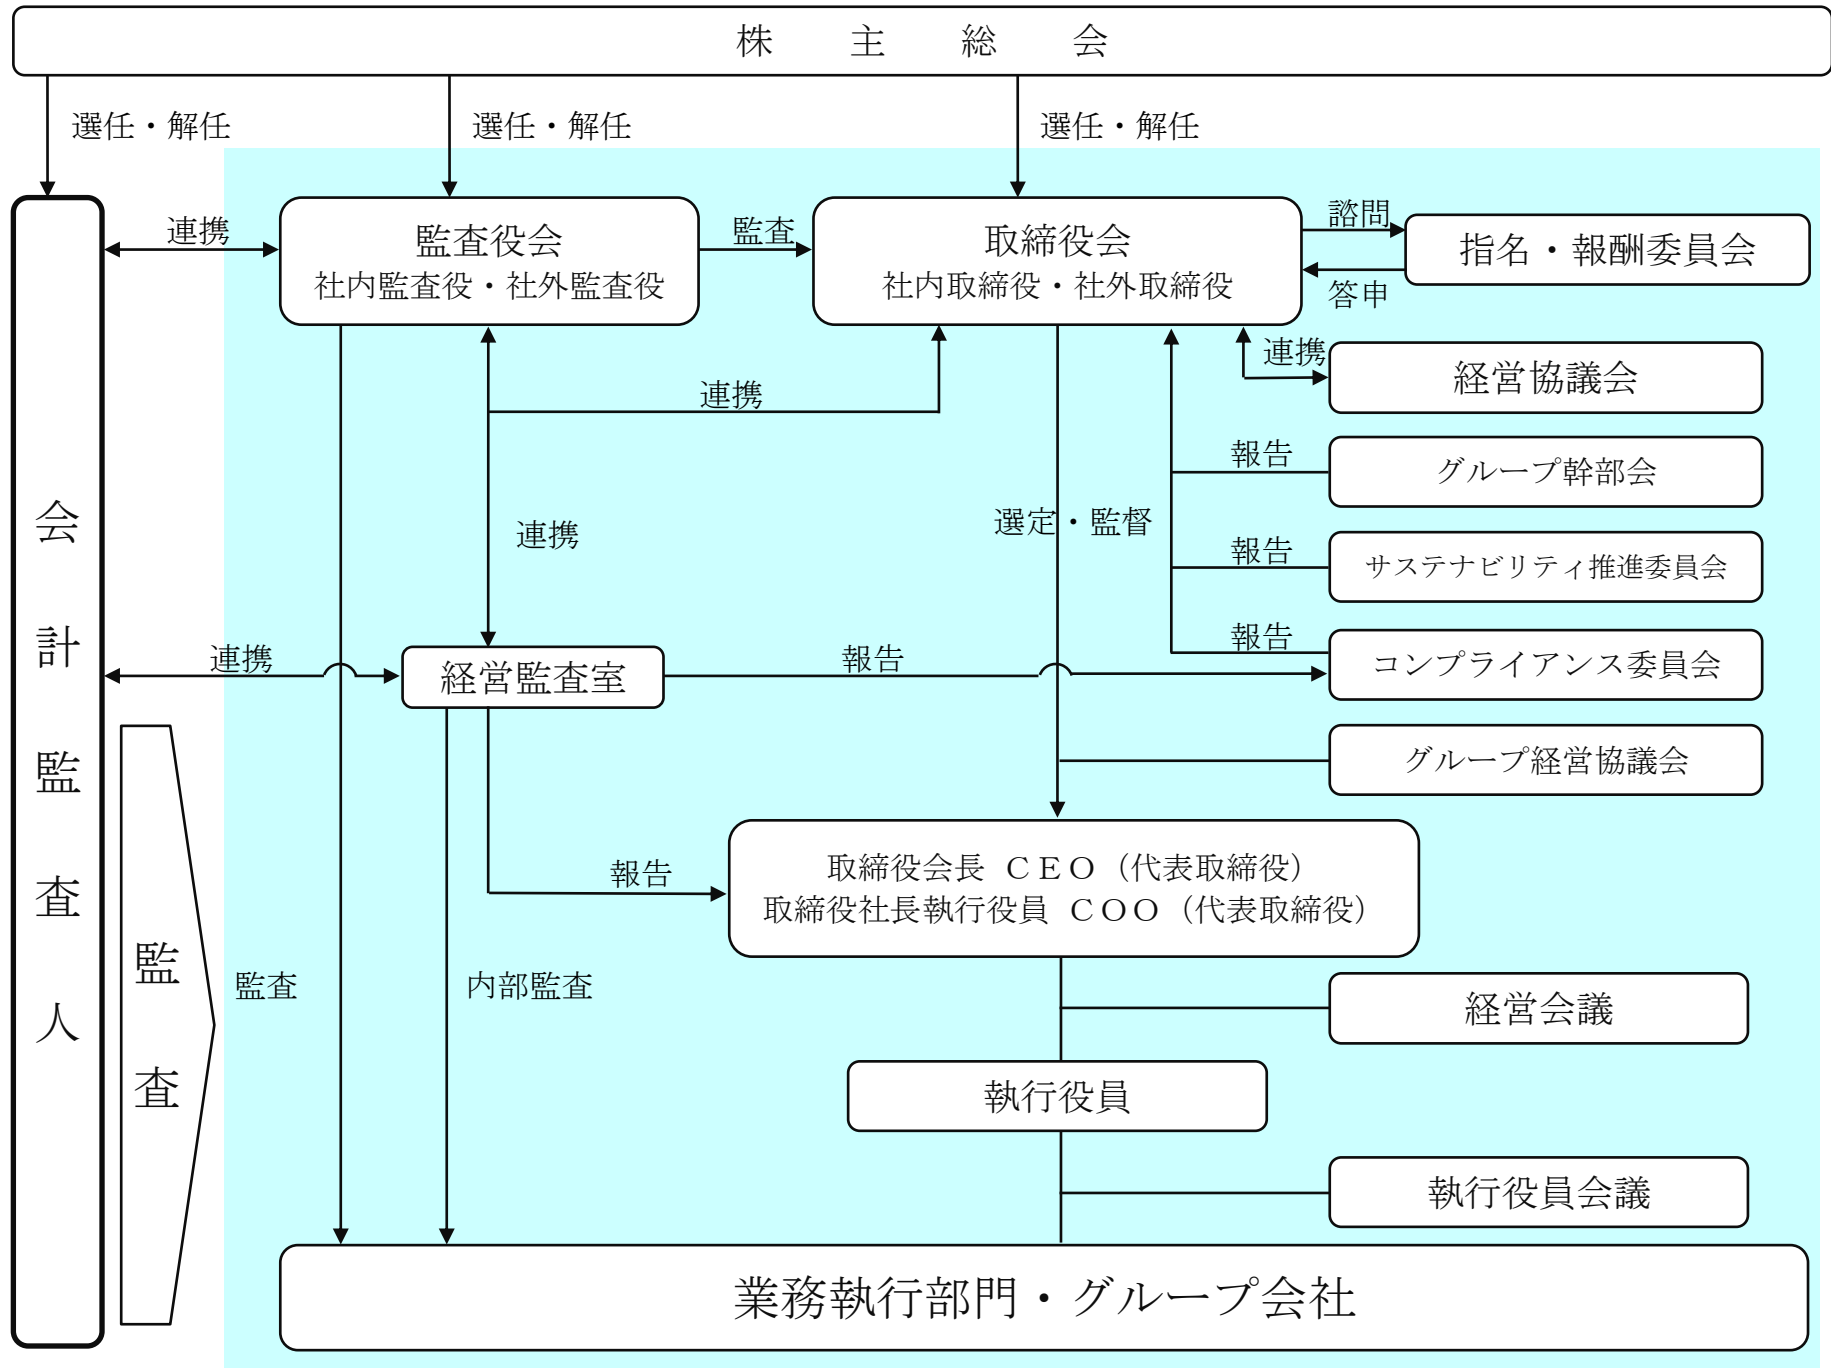 株主総会
選任・解任
選任・解任
選任・解任
会計監査人
連携
監査役会
社内監査役・社外監査役
監査
取締役会
社内取締役・社外取締役
諮問
答申
指名・報酬委員会
連携
経営協議会
連携
報告
グループ幹部会
連携
選定・監督
報告
サステナビリティ推進委員会
報告
コンプライアンス委員会
連携
経営監査室
報告
グループ経営協議会
報告
取締役会長 ＣＥＯ（代表取締役）
取締役社長執行役員 ＣＯＯ（代表取締役）
監査
監査
内部監査
経営会議
執行役員
執行役員会議
業務執行部門・グループ会社